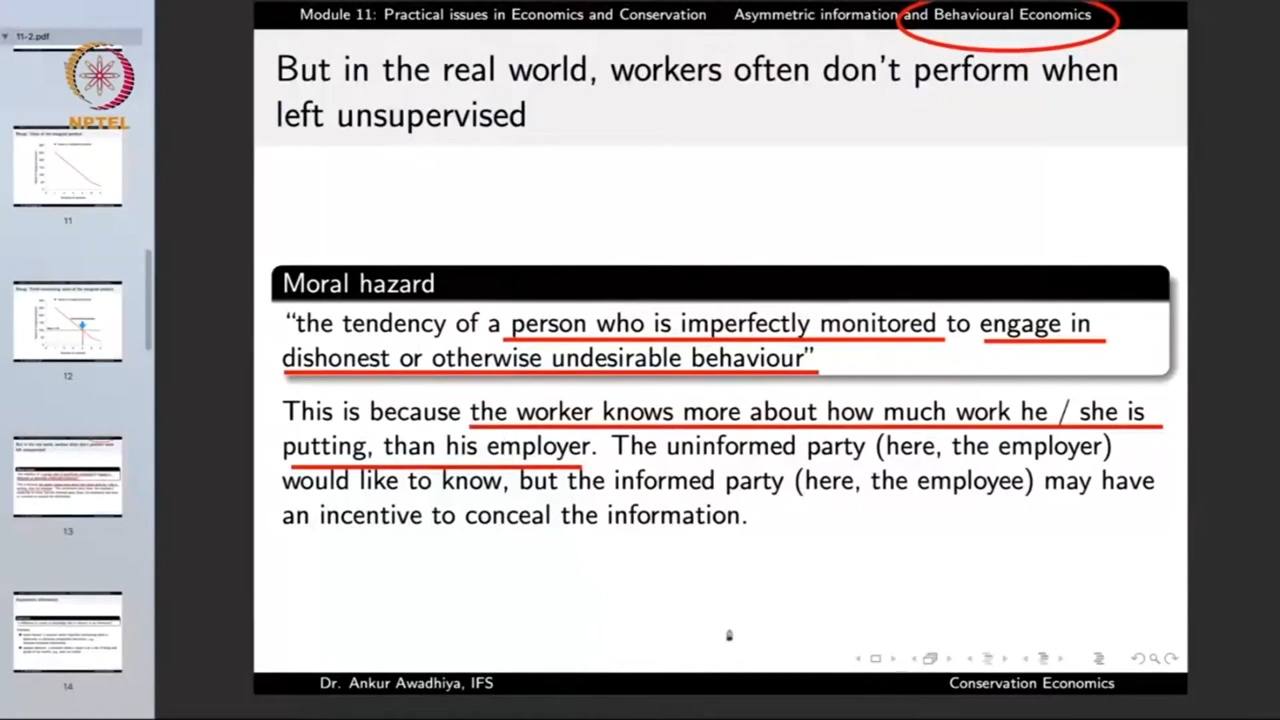 Module 11: Practical issues in Economics and Conservation Asymmetric information and Behavioural Economics
11-2.pdf
NPTEL
But in the real world, workers often don't perform when
left unsupervised
11
12
13
14
Moral hazard
“the tendency of a person who is imperfectly monitored to engage in
dishonest or otherwise undesirable behaviour”
This is because the worker knows more about how much work he / she is
putting, than his employer. The uninformed party (here, the employer)
would like to know, but the informed party (here, the employee) may have
an incentive to conceal the information.
Dr. Ankur Awadhiya, IFS Conservation Economics